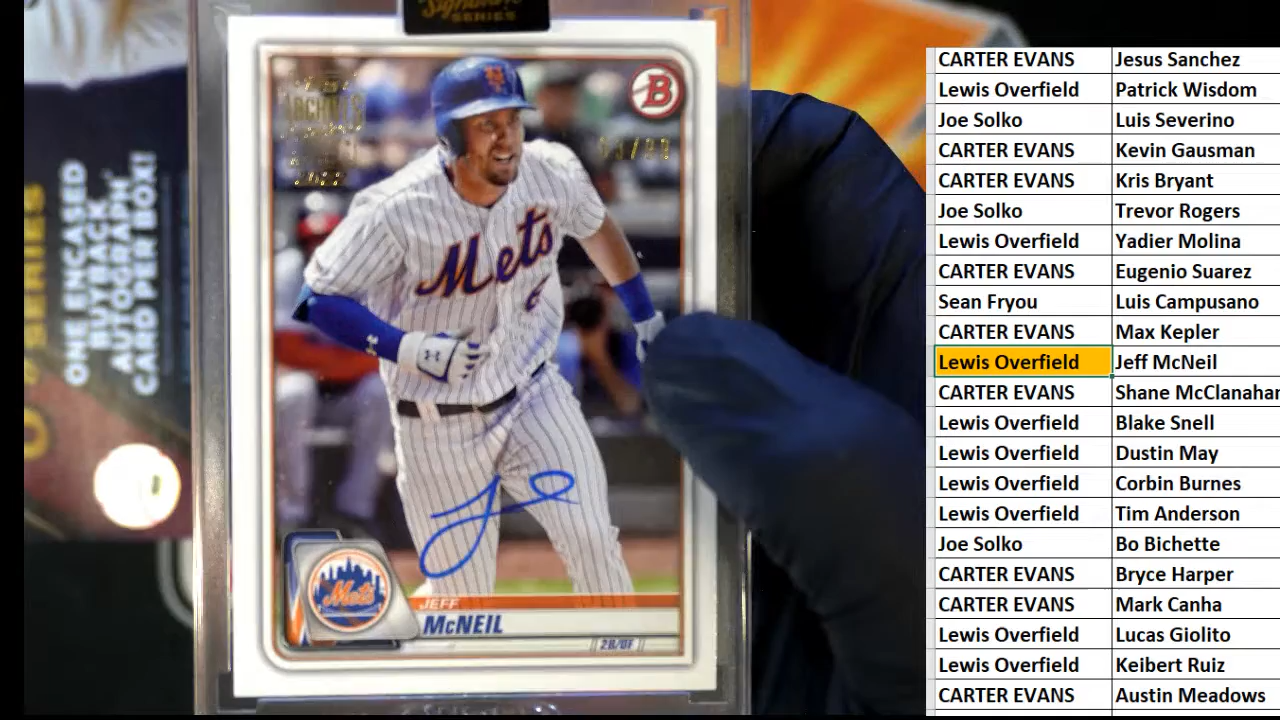 Signature
SERIES
SERIES
ONE ENCASED
BUYBACK
AUTOGRAPH
CARD PER BOX!
B
Mets
6
Mets
JEFF
McNEIL
2B/OF
CARTER EVANS Jesus Sanchez
Lewis Overfield Patrick Wisdom
Joe Solko Luis Severino
CARTER EVANS Kevin Gausman
CARTER EVANS Kris Bryant
Joe Solko Trevor Rogers
Lewis Overfield Yadier Molina
CARTER EVANS Eugenio Suarez
Sean Fryou Luis Campusano
CARTER EVANS Max Kepler
Lewis Overfield Jeff McNeil
CARTER EVANS Shane McClanahan
Lewis Overfield Blake Snell
Lewis Overfield Dustin May
Lewis Overfield Corbin Burnes
Lewis Overfield Tim Anderson
Joe Solko Bo Bichette
CARTER EVANS Bryce Harper
CARTER EVANS Mark Canha
Lewis Overfield Lucas Giolito
Lewis Overfield Keibert Ruiz
CARTER EVANS Austin Meadows